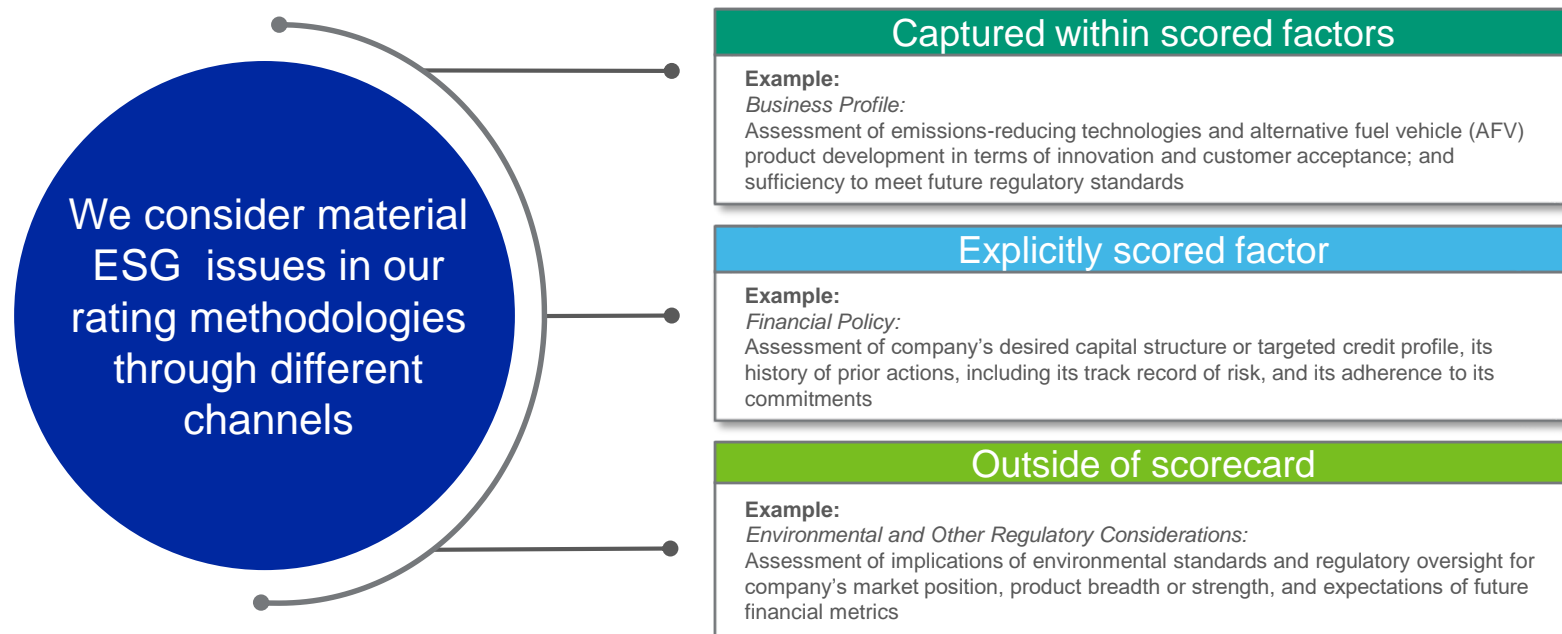 We consider material
ESG  issues in our
rating methodologies
through different
channels
Captured within scored factors
Example:
Business Profile:
Assessment of emissions-reducing technologies and alternative fuel vehicle (AFV)
product development in terms of innovation and customer acceptance; and
sufficiency to meet future regulatory standards
Explicitly scored factor
Example:
Financial Policy:
Assessment of company’s desired capital structure or targeted credit profile, its
history of prior actions, including its track record of risk, and its adherence to its
commitments
Outside of scorecard
Example:
Environmental and Other Regulatory Considerations:
Assessment of implications of environmental standards and regulatory oversight for
company’s market position, product breadth or strength, and expectations of future
financial metrics